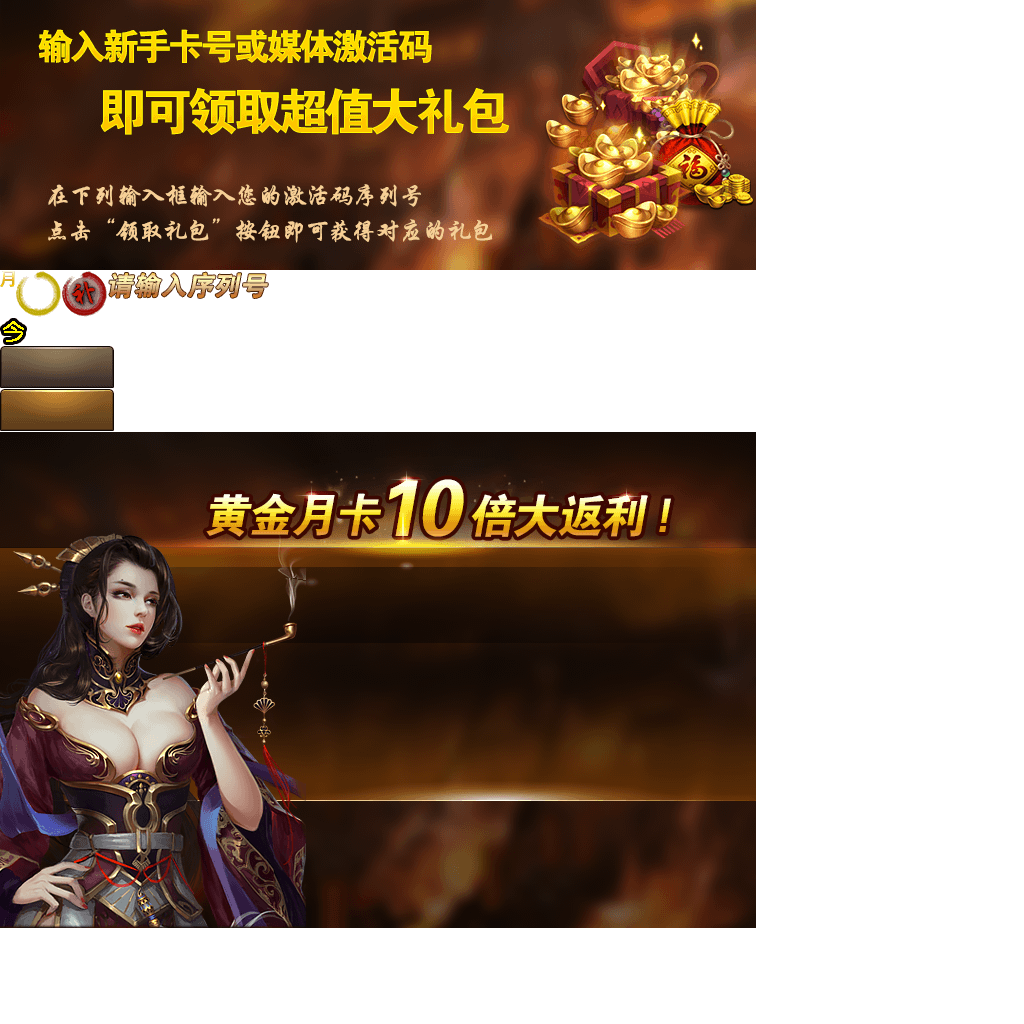 输入新手卡号或媒体激活码
即可领取超值大礼包
福
在下列输入框输入您的激活码序列号
点击“领取礼包”按钮即可获得对应的礼包
月
补
请输入序列号
今
黄金月卡10倍大返利！